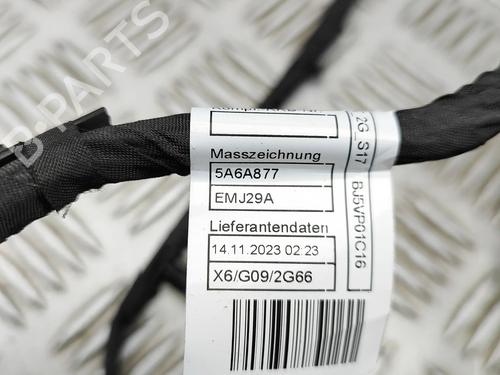 B-PARTS
Masszeichnung
5A6A877
EMJ29A
Lieferantendaten
14.11.2023 02:23
X6/G09/2G66
2G_S17
BJ5VP01C16